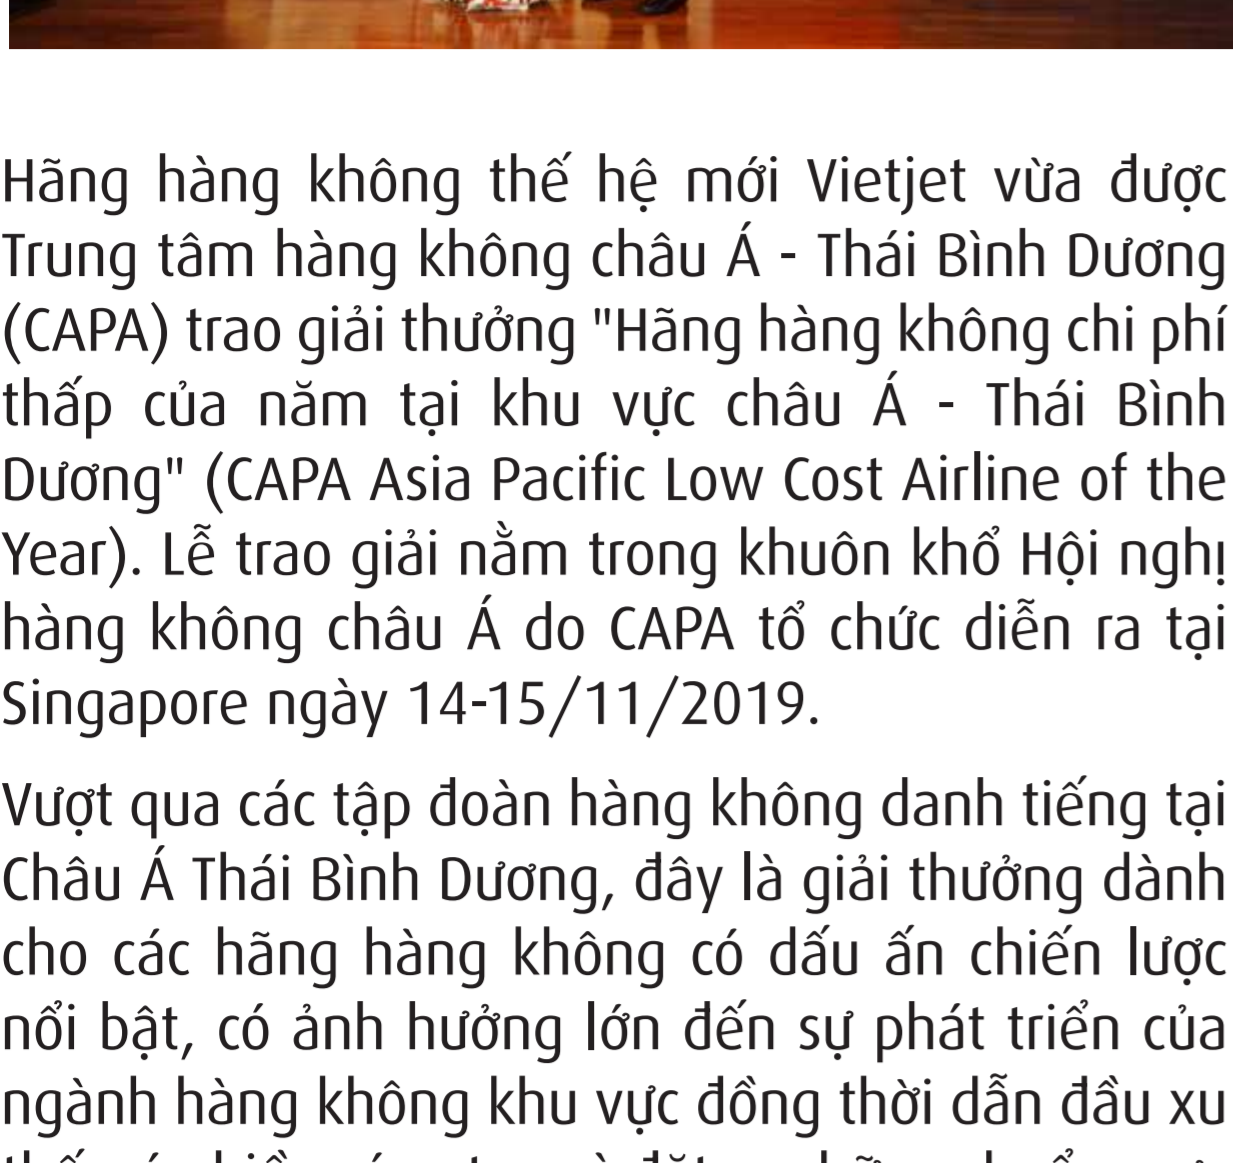 Hãng hàng không thế hệ mới Vietjet vừa được
Trung tâm hàng không châu Á - Thái Bình Dương
(CAPA) trao giải thưởng "Hãng hàng không chi phí
thấp của năm tại khu vực châu Á - Thái Bình
Dương" (CAPA Asia Pacific Low Cost Airline of the
Year). Lễ trao giải nằm trong khuôn khổ Hội nghị
hàng không châu Á do CAPA tổ chức diễn ra tại
Singapore ngày 14-15/11/2019.
Vượt qua các tập đoàn hàng không danh tiếng tại
Châu Á Thái Bình Dương, đây là giải thưởng dành
cho các hãng hàng không có dấu ấn chiến lược
nổi bật, có ảnh hưởng lớn đến sự phát triển của
ngành hàng không khu vực đồng thời dẫn đầu xu